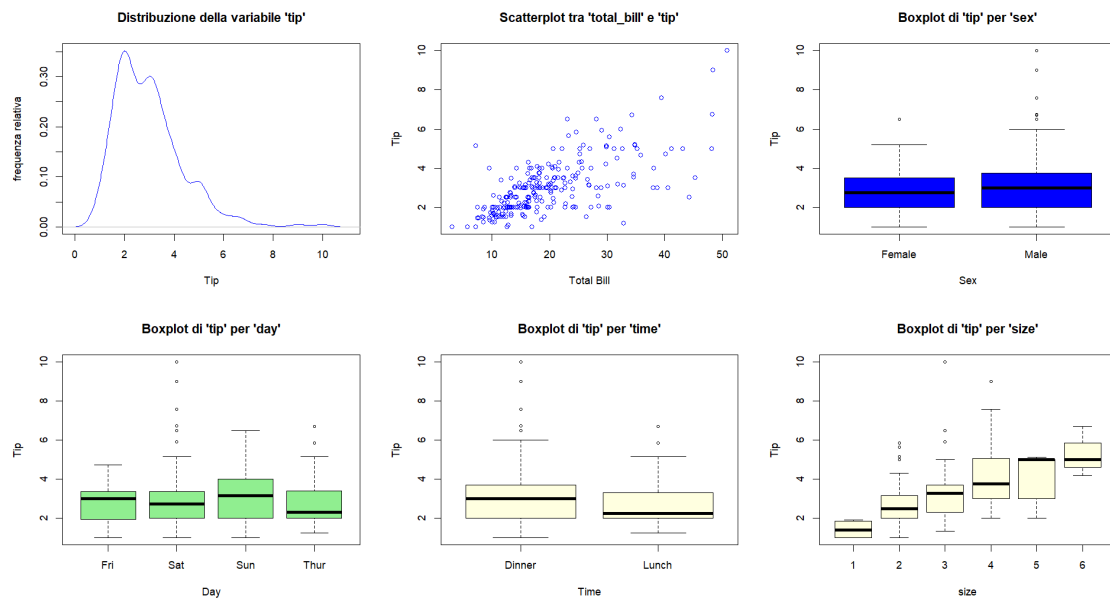 Distribuzione della variabile 'tip'
frequenza relativa
0.00 0.10 0.20 0.30
0 2 4 6 8 10
Tip
Scatterplot tra 'total_bill' e 'tip'
Tip
2 4 6 8 10
10 20 30 40 50
Total Bill
Boxplot di 'tip' per 'sex'
Tip
2 4 6 8 10
Female Male
Sex
Boxplot di 'tip' per 'day'
Tip
2 4 6 8 10
Fri Sat Sun Thur
Day
Boxplot di 'tip' per 'time'
Tip
2 4 6 8 10
Dinner Lunch
Time
Boxplot di 'tip' per 'size'
Tip
2 4 6 8 10
1 2 3 4 5 6
size